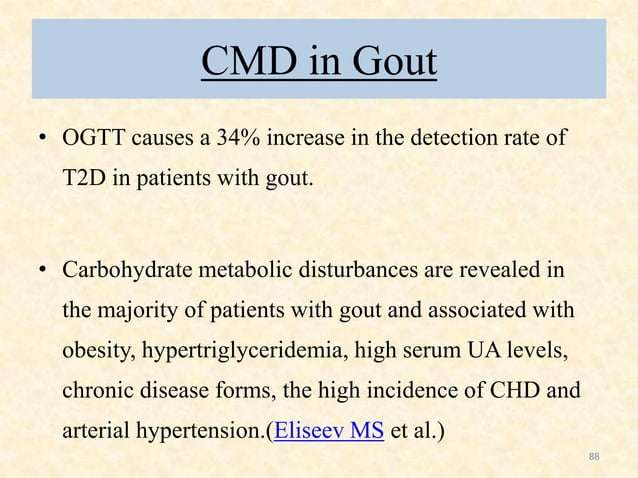 CMD in Gout
• OGTT causes a 34% increase in the detection rate of
T2D in patients with gout.
• Carbohydrate metabolic disturbances are revealed in
the majority of patients with gout and associated with
obesity, hypertriglyceridemia, high serum UA levels,
chronic disease forms, the high incidence of CHD and
arterial hypertension.(Eliseev MS et al.)
88